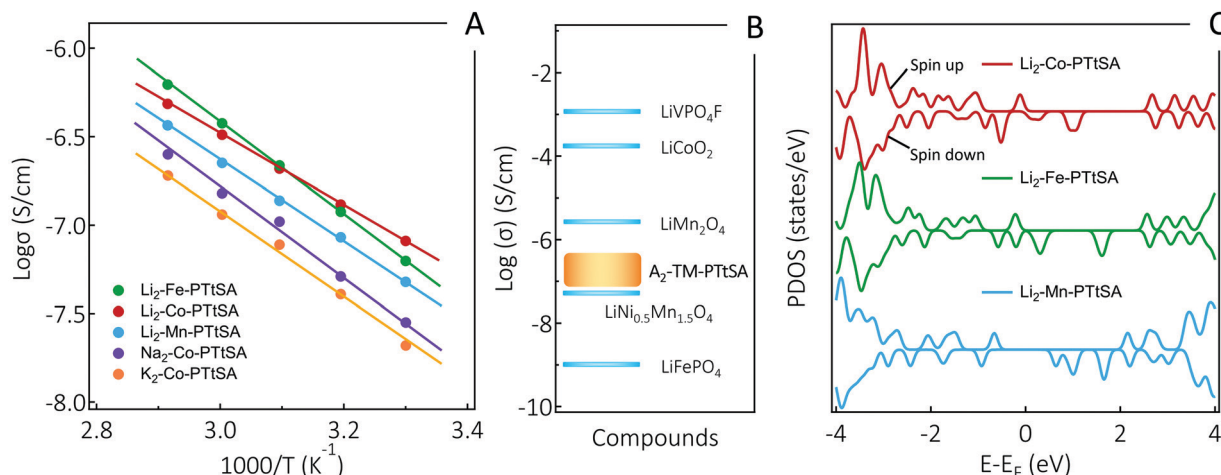 A
Logσ (S/cm)
-6.0
-6.5
-7.0
-7.5
-8.0
Li₂-Fe-PTtSA
Li₂-Co-PTtSA
Li₂-Mn-PTtSA
Na₂-Co-PTtSA
K₂-Co-PTtSA
2.8 3.0 3.2 3.4
1000/T (K⁻¹)
B
Log (σ) (S/cm)
-2
-4
-6
-8
-10
LiVPO₄F
LiCoO₂
LiMn₂O₄
A₂-TM-PTtSA
LiNi₀.₅Mn₁.₅O₄
LiFePO₄
Compounds
C
PDOS (states/eV)
Spin up
Li₂-Co-PTtSA
Spin down
Li₂-Fe-PTtSA
Li₂-Mn-PTtSA
-4 -2 0 2 4
E-E_F (eV)